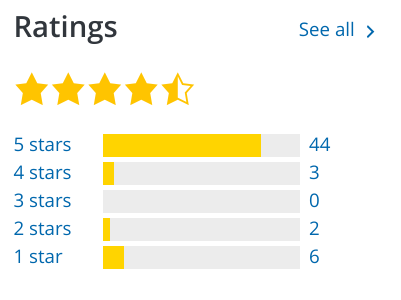 Ratings See all
5 stars 44
4 stars 3
3 stars 0
2 stars 2
1 star 6